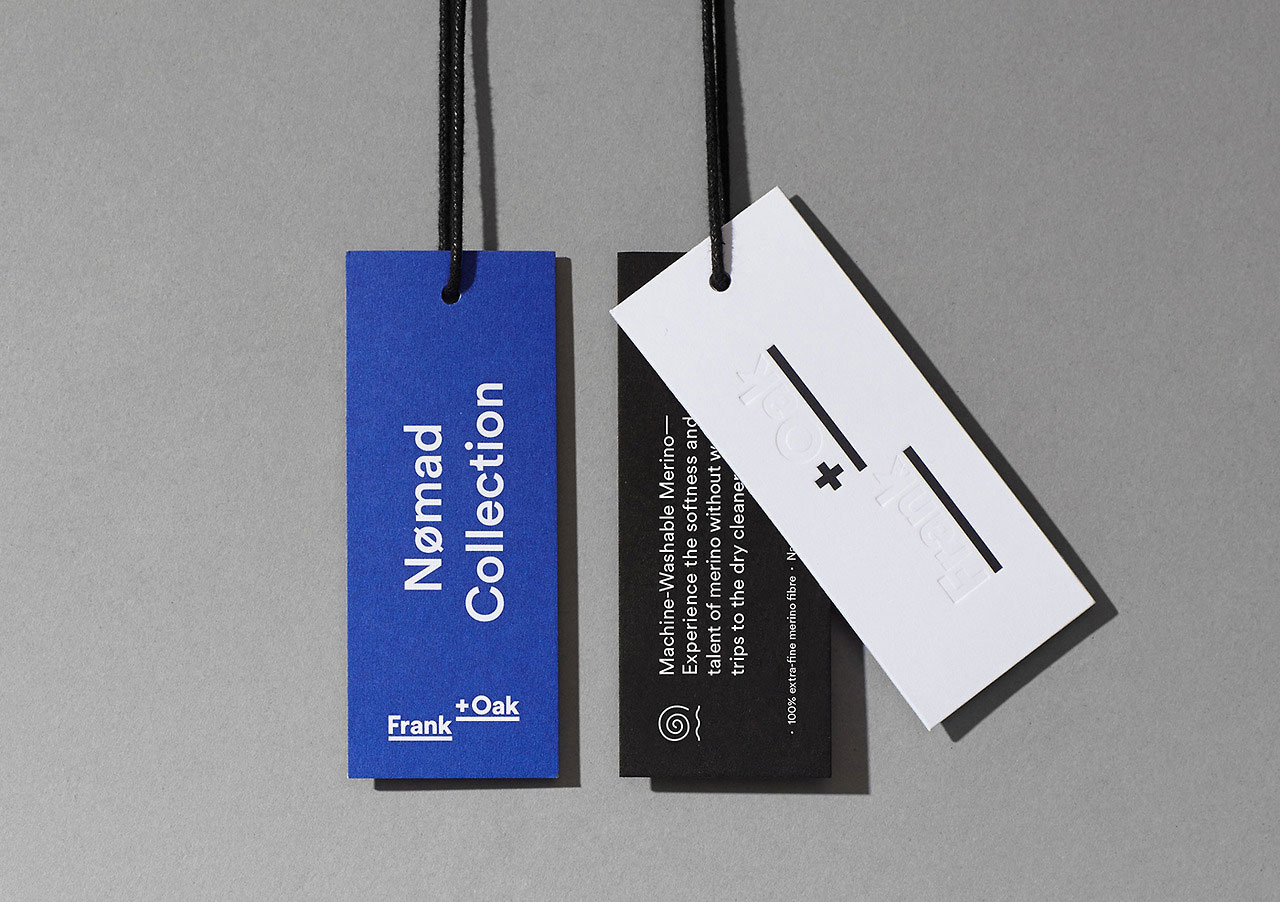 Nømad
Collection
Frank
+Oak
Machine-Washable Merino—
Experience the softness and
talent of merino without
trips to the dry cleaner
· 100% extra-fine merino fibre ·
Frank
+Oak